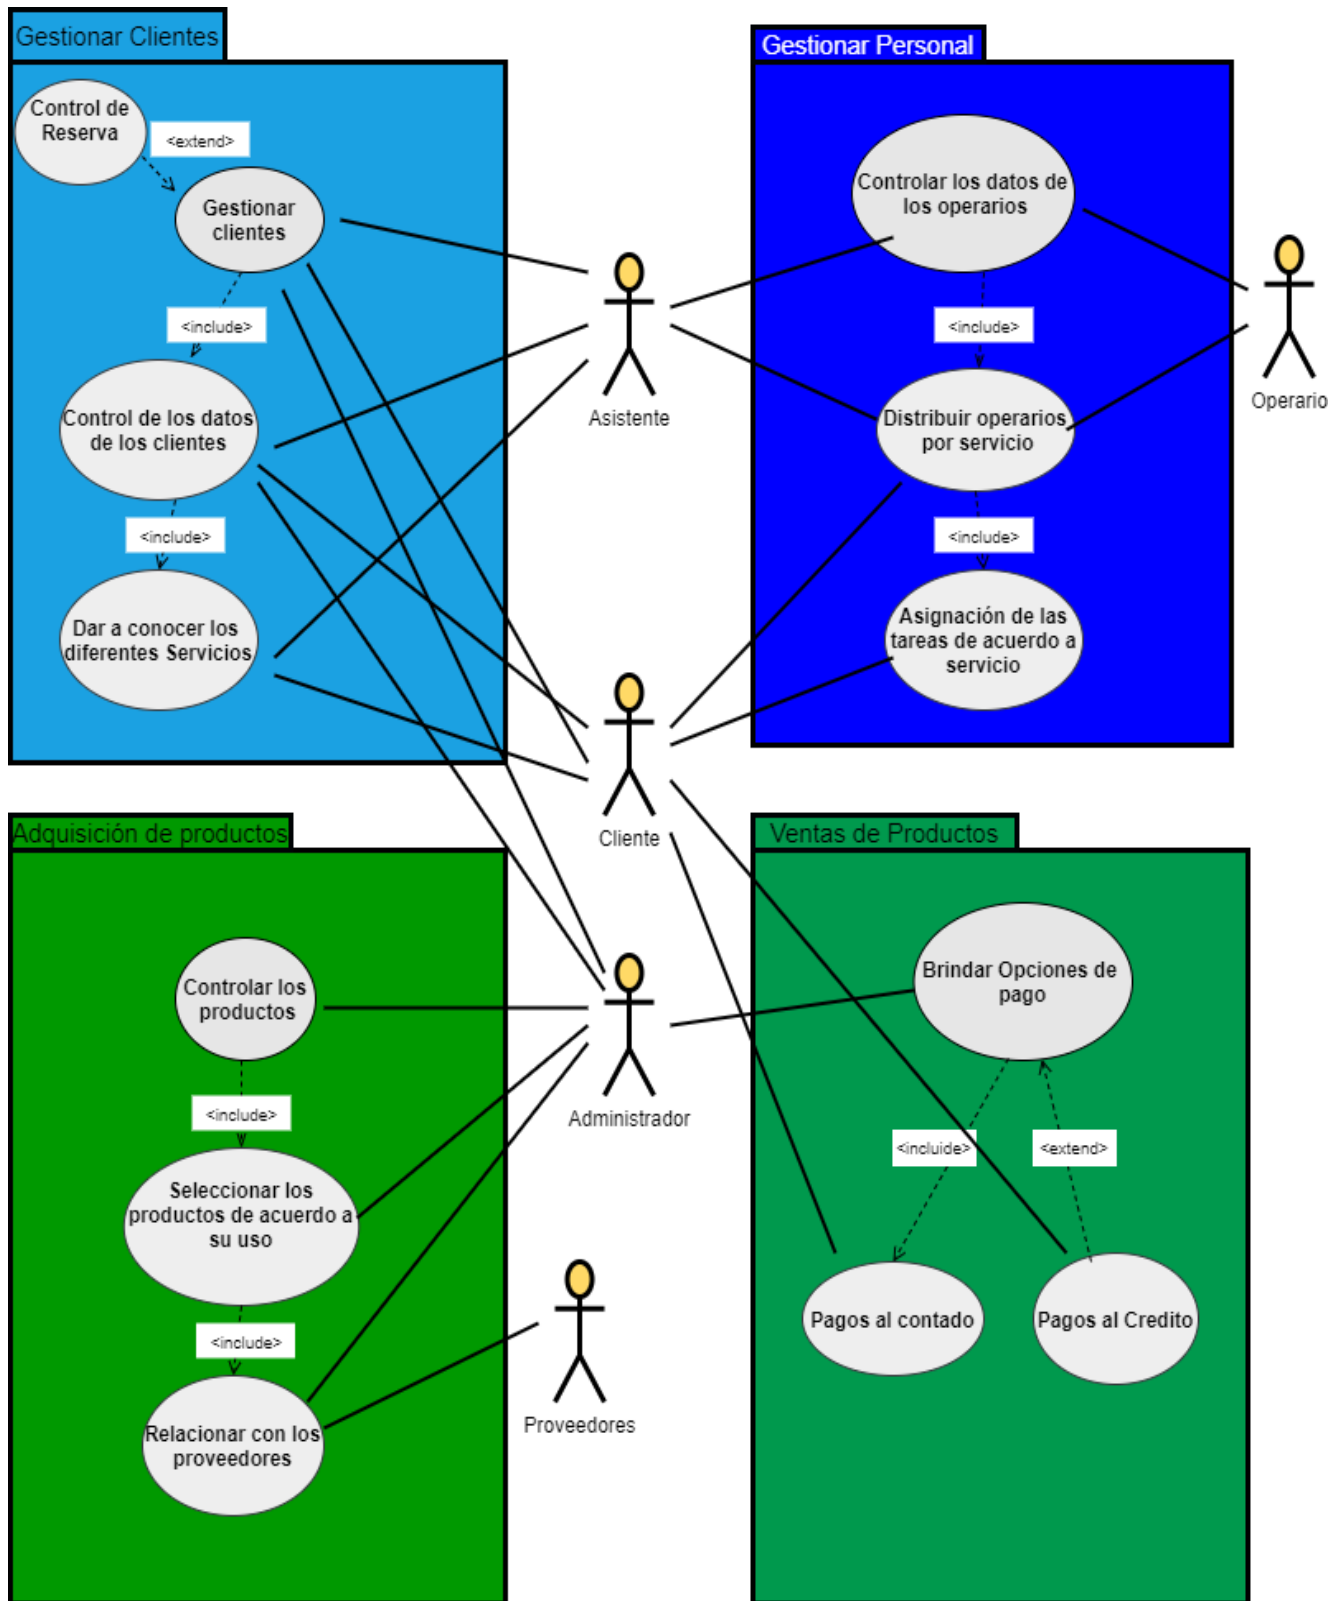 Gestionar Clientes
Control de
Reserva
<extend>
Gestionar
clientes
<include>
Control de los datos
de los clientes
<include>
Dar a conocer los
diferentes Servicios
Gestionar Personal
Controlar los datos de
los operarios
<include>
Distribuir operarios
por servicio
<include>
Asignación de las
tareas de acuerdo a
servicio
Asistente
Operario
Cliente
Administrador
Proveedores
Adquisición de productos
Controlar los
productos
<include>
Seleccionar los
productos de acuerdo a
su uso
<include>
Relacionar con los
proveedores
Ventas de Productos
Brindar Opciones de
pago
<incluide>
<extend>
Pagos al contado
Pagos al Credito